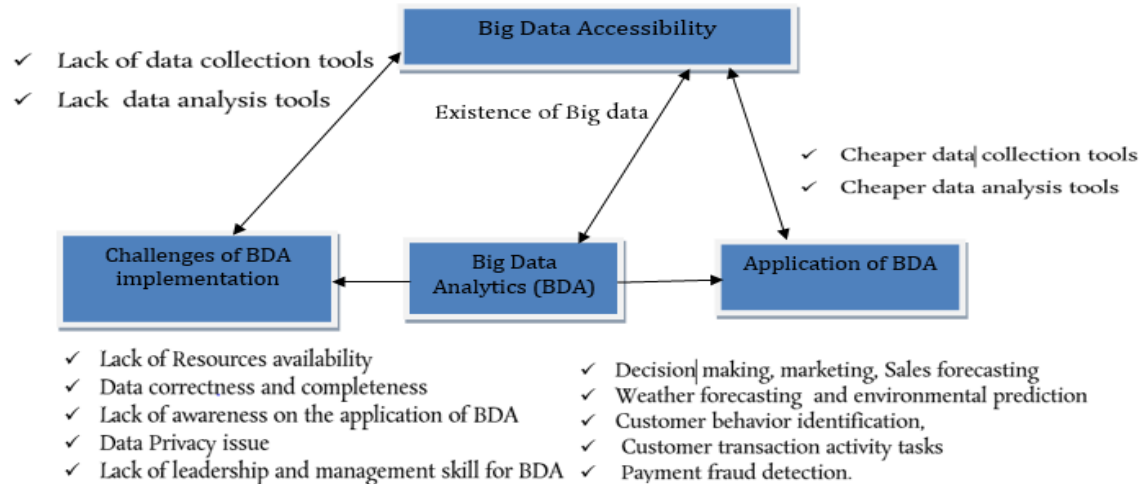 Big Data Accessibility
✓ Lack of data collection tools
✓ Lack data analysis tools
Existence of Big data
✓ Cheaper data collection tools
✓ Cheaper data analysis tools
Challenges of BDA
implementation
Big Data
Analytics (BDA)
Application of BDA
✓ Lack of Resources availability
✓ Data correctness and completeness
✓ Lack of awareness on the application of BDA
✓ Data Privacy issue
✓ Lack of leadership and management skill for BDA
✓ Decision making, marketing, Sales forecasting
✓ Weather forecasting and environmental prediction
✓ Customer behavior identification,
✓ Customer transaction activity tasks
✓ Payment fraud detection.